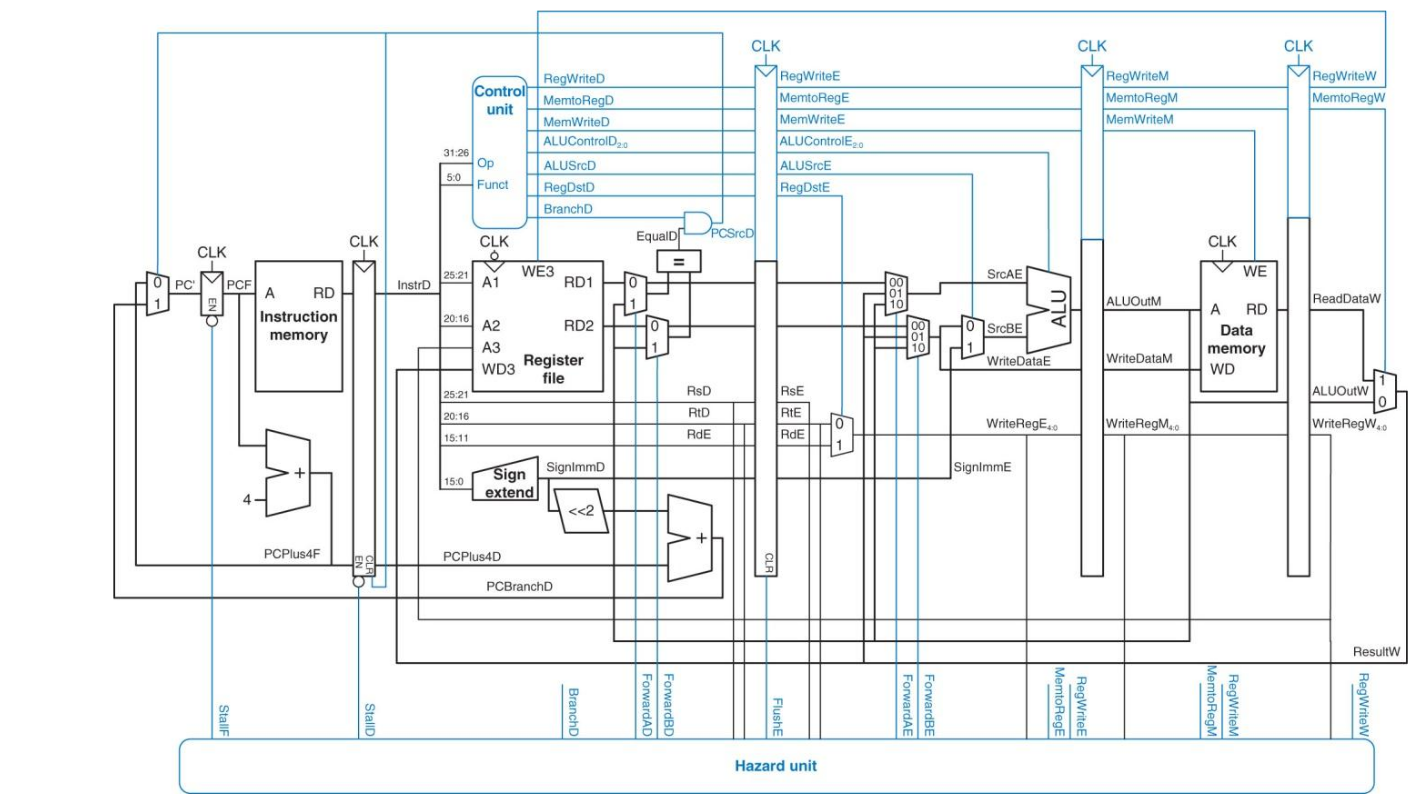 CLK CLK CLK
RegWriteD RegWriteE RegWriteM RegWriteW
Control
unit
MemtoRegD MemtoRegE MemtoRegM MemtoRegW
MemWriteD MemWriteE MemWriteM
ALUControlD2:0 ALUControlE2:0
31:26 Op ALUSrcD ALUSrcE
5:0 Funct RegDstD RegDstE
BranchD
EqualD PCSrcD
CLK CLK CLK CLK
=
0 1 PC' EN PCF A RD InstrD 25:21 A1 WE3 RD1 0 1 00 01 10 SrcAE WE
Instruction
memory
20:16 A2 RD2 0 1 00 01 10 0 1 SrcBE ALU ALUOutM A RD ReadDataW
A3 Register
file
WD3 WriteDataE WriteDataM Data
memory
WD 1 0
25:21 RsD RsE ALUOutW
20:16 RtD RtE 0
15:11 RdE RdE 1 WriteRegE4:0 WriteRegM4:0 WriteRegW4:0
+ 4
15:0 Sign
extend
SignImmD SignImmE
<<2
+
PCPlus4F EN CLR PCPlus4D CLR
PCBranchD
ResultW
StallF StallD BranchD ForwardAD ForwardBD FlushE ForwardAE ForwardBE MemtoRegE RegWriteE MemtoRegM RegWriteM RegWriteW
Hazard unit